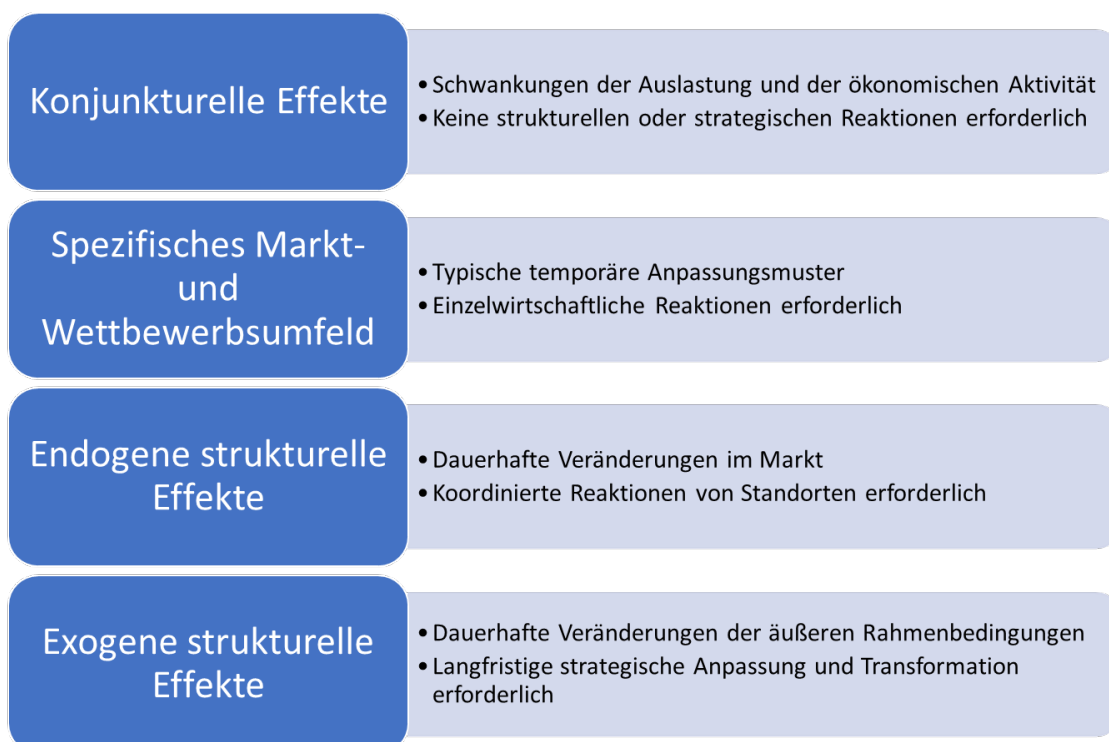 Konjunkturelle Effekte
• Schwankungen der Auslastung und der ökonomischen Aktivität
• Keine strukturellen oder strategischen Reaktionen erforderlich
Spezifisches Markt-
und
Wettbewerbsumfeld
• Typische temporäre Anpassungsmuster
• Einzelwirtschaftliche Reaktionen erforderlich
Endogene strukturelle
Effekte
• Dauerhafte Veränderungen im Markt
• Koordinierte Reaktionen von Standorten erforderlich
Exogene strukturelle
Effekte
• Dauerhafte Veränderungen der äußeren Rahmenbedingungen
• Langfristige strategische Anpassung und Transformation
erforderlich